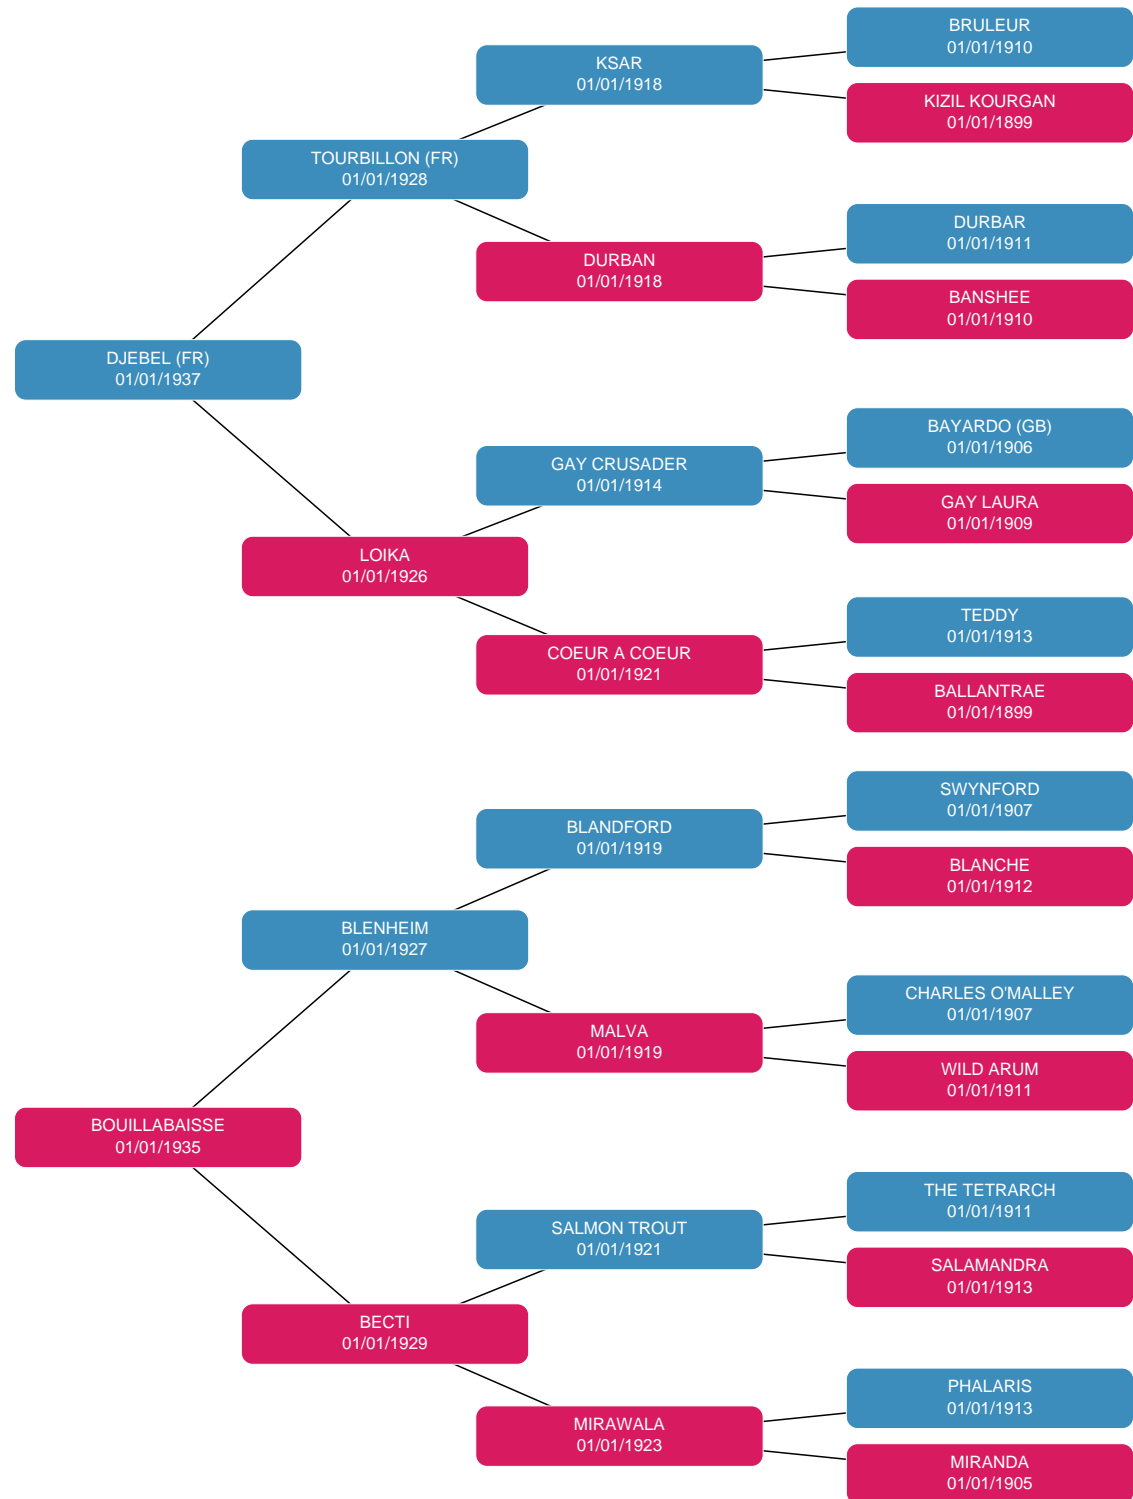 BRULEUR
01/01/1910
KSAR
01/01/1918
KIZIL KOURGAN
01/01/1899
TOURBILLON (FR)
01/01/1928
DURBAR
01/01/1911
DURBAN
01/01/1918
BANSHEE
01/01/1910
DJEBEL (FR)
01/01/1937
BAYARDO (GB)
01/01/1906
GAY CRUSADER
01/01/1914
GAY LAURA
01/01/1909
LOIKA
01/01/1926
TEDDY
01/01/1913
COEUR A COEUR
01/01/1921
BALLANTRAE
01/01/1899
SWYNFORD
01/01/1907
BLANDFORD
01/01/1919
BLANCHE
01/01/1912
BLENHEIM
01/01/1927
CHARLES O'MALLEY
01/01/1907
MALVA
01/01/1919
WILD ARUM
01/01/1911
BOUILLABAISSE
01/01/1935
THE TETRARCH
01/01/1911
SALMON TROUT
01/01/1921
SALAMANDRA
01/01/1913
BECTI
01/01/1929
PHALARIS
01/01/1913
MIRAWALA
01/01/1923
MIRANDA
01/01/1905